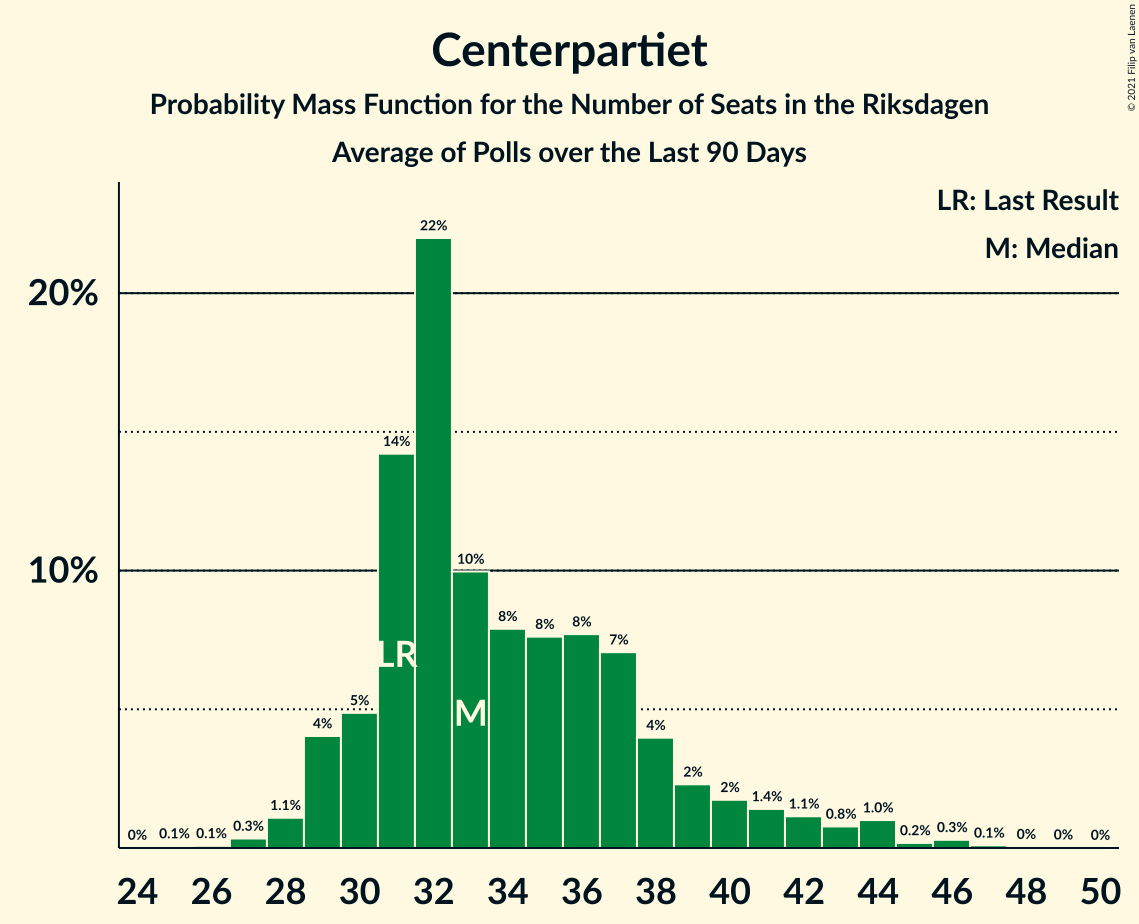 © 2021 Filip van Laenen
Centerpartiet
Probability Mass Function for the Number of Seats in the Riksdagen
Average of Polls over the Last 90 Days
LR: Last Result
M: Median
20%
10%
0% 0.1% 0.1% 0.3% 1.1% 4% 5% 14% 22% 10% 8% 8% 8% 7% 4% 2% 2% 1.4% 1.1% 0.8% 1.0% 0.2% 0.3% 0.1% 0% 0% 0%
LR
M
24 26 28 30 32 34 36 38 40 42 44 46 48 50